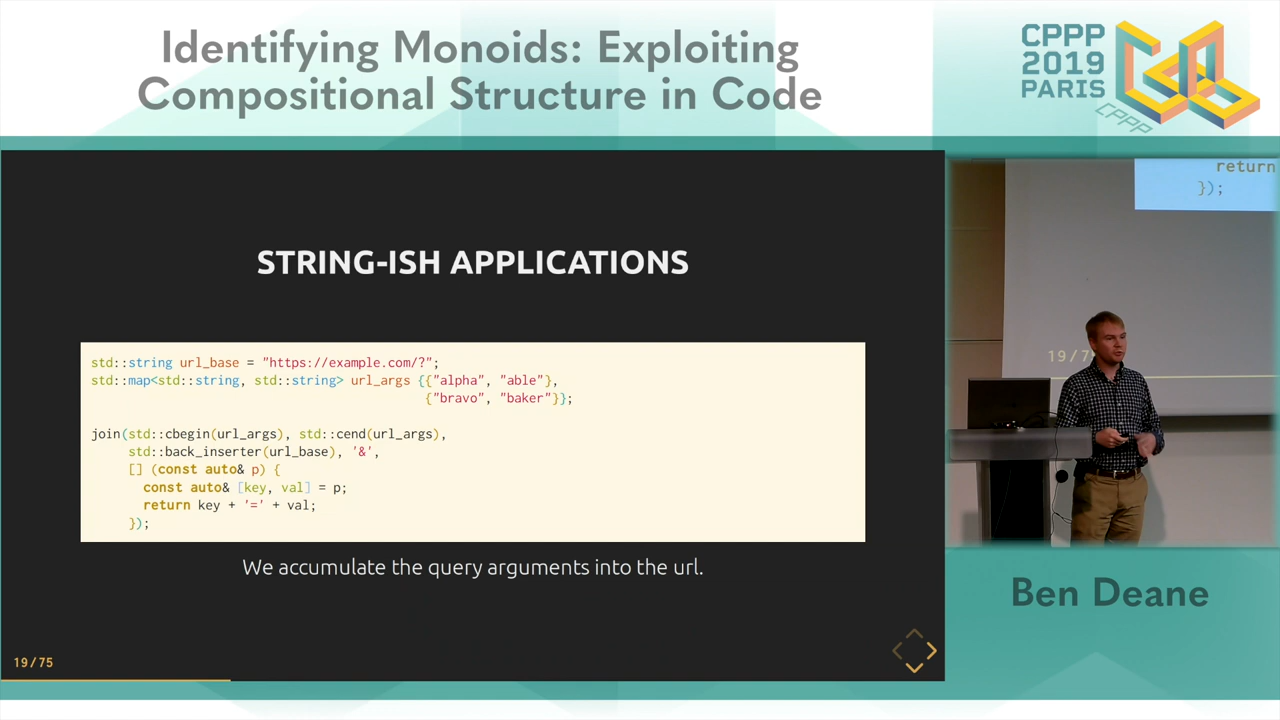 Identifying Monoids: Exploiting
Compositional Structure in Code
CPPP
2019
PARIS
CPPP
STRING-ISH APPLICATIONS
std::string url_base = "https://example.com/?";
std::map<std::string, std::string> url_args {{"alpha", "able"},
{"bravo", "baker"}};
join(std::cbegin(url_args), std::cend(url_args),
std::back_inserter(url_base), '&',
[] (const auto& p) {
const auto& [key, val] = p;
return key + '=' + val;
});
We accumulate the query arguments into the url.
19/75
return
});
19/7
Ben Deane